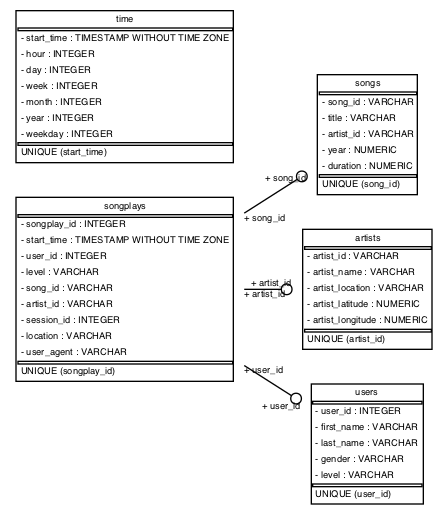 time
- start_time : TIMESTAMP WITHOUT TIME ZONE
- hour : INTEGER
- day : INTEGER
- week : INTEGER
- month : INTEGER
- year : INTEGER
- weekday : INTEGER
UNIQUE (start_time)
songs
- song_id : VARCHAR
- title : VARCHAR
- artist_id : VARCHAR
- year : NUMERIC
- duration : NUMERIC
UNIQUE (song_id)
+ song_id
+ song_id
songplays
- songplay_id : INTEGER
- start_time : TIMESTAMP WITHOUT TIME ZONE
- user_id : INTEGER
- level : VARCHAR
- song_id : VARCHAR
- artist_id : VARCHAR
- session_id : INTEGER
- location : VARCHAR
- user_agent : VARCHAR
UNIQUE (songplay_id)
artists
- artist_id : VARCHAR
- artist_name : VARCHAR
- artist_location : VARCHAR
- artist_latitude : NUMERIC
- artist_longitude : NUMERIC
UNIQUE (artist_id)
+ artist_id
+ artist_id
+ user_id
+ user_id
users
- user_id : INTEGER
- first_name : VARCHAR
- last_name : VARCHAR
- gender : VARCHAR
- level : VARCHAR
UNIQUE (user_id)